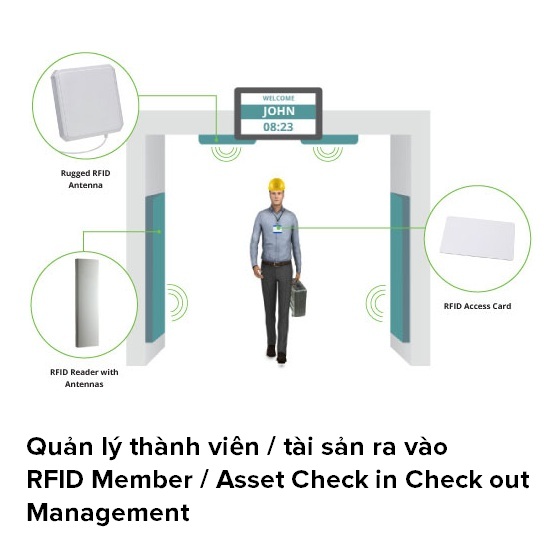 WELCOME
JOHN
08:23
Rugged RFID
Antenna
RFID Access Card
RFID Reader with
Antennas
Quản lý thành viên / tài sản ra vào
RFID Member / Asset Check in Check out
Management